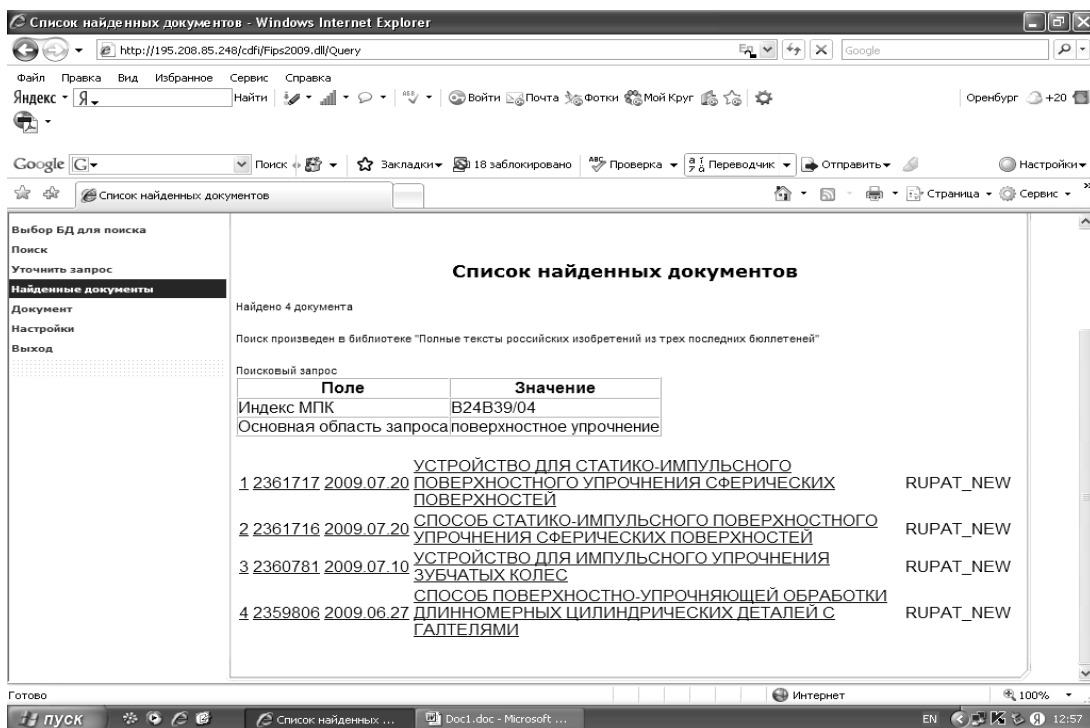 Список найденных документов - Windows Internet Explorer
http://195.208.85.248/cdfi/Fips2009.dll/Query
Google
Файл Правка Вид Избранное Сервис Справка
Яндекс Я Найти Войти Почта Фотки Мой Круг Оренбург +20
Google G Поиск Закладки 18 заблокировано Проверка Переводчик Отправить Настройки
Список найденных документов Страница Сервис
Выбор БД для поиска
Поиск
Уточнить запрос
Найденные документы
Документ
Настройки
Выход
Список найденных документов
Найдено 4 документа
Поиск произведен в библиотеке "Полные тексты российских изобретений из трех последних бюллетеней"
Поисковый запрос
Поле Значение
Индекс МПК B24B39/04
Основная область запроса поверхностное упрочнение
1 2361717 2009.07.20 УСТРОЙСТВО ДЛЯ СТАТИКО-ИМПУЛЬСНОГО
ПОВЕРХНОСТНОГО УПРОЧНЕНИЯ СФЕРИЧЕСКИХ
ПОВЕРХНОСТЕЙ RUPAT_NEW
2 2361716 2009.07.20 СПОСОБ СТАТИКО-ИМПУЛЬСНОГО ПОВЕРХНОСТНОГО
УПРОЧНЕНИЯ СФЕРИЧЕСКИХ ПОВЕРХНОСТЕЙ RUPAT_NEW
3 2360781 2009.07.10 УСТРОЙСТВО ДЛЯ ИМПУЛЬСНОГО УПРОЧНЕНИЯ
ЗУБЧАТЫХ КОЛЕС RUPAT_NEW
4 2359806 2009.06.27 СПОСОБ ПОВЕРХНОСТНО-УПРОЧНЯЮЩЕЙ ОБРАБОТКИ
ДЛИННОМЕРНЫХ ЦИЛИНДРИЧЕСКИХ ДЕТАЛЕЙ С
ГАЛТЕЛЯМИ RUPAT_NEW
Готово Интернет 100%
пуск Список найденных ... Doc1.doc - Microsoft ... EN 12:57